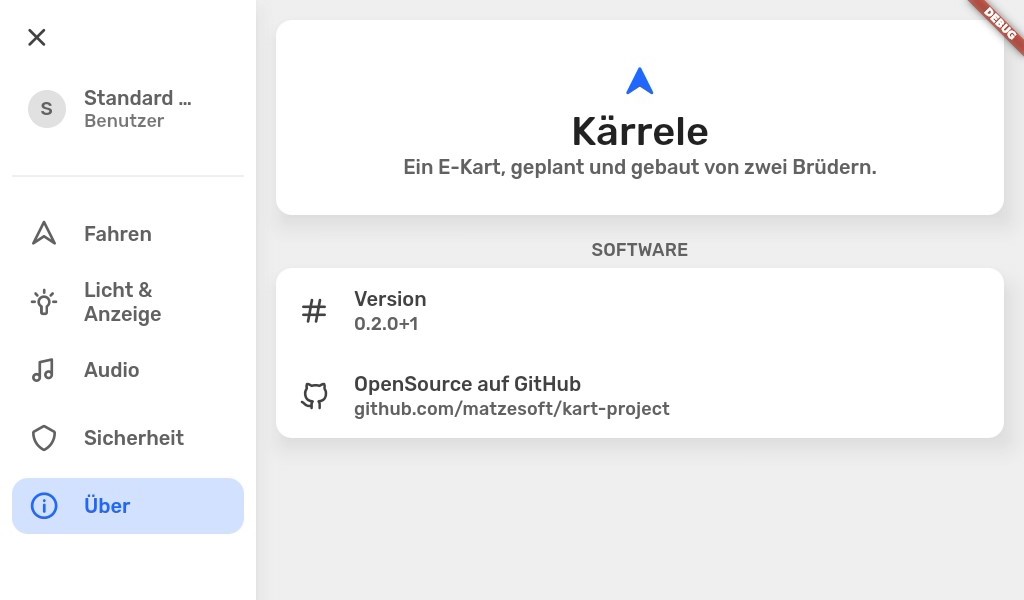 DEBUG
S
Standard ...
Benutzer
Fahren
Licht &
Anzeige
Audio
Sicherheit
Über
Kärrele
Ein E-Kart, geplant und gebaut von zwei Brüdern.
SOFTWARE
Version
0.2.0+1
OpenSource auf GitHub
github.com/matzesoft/kart-project